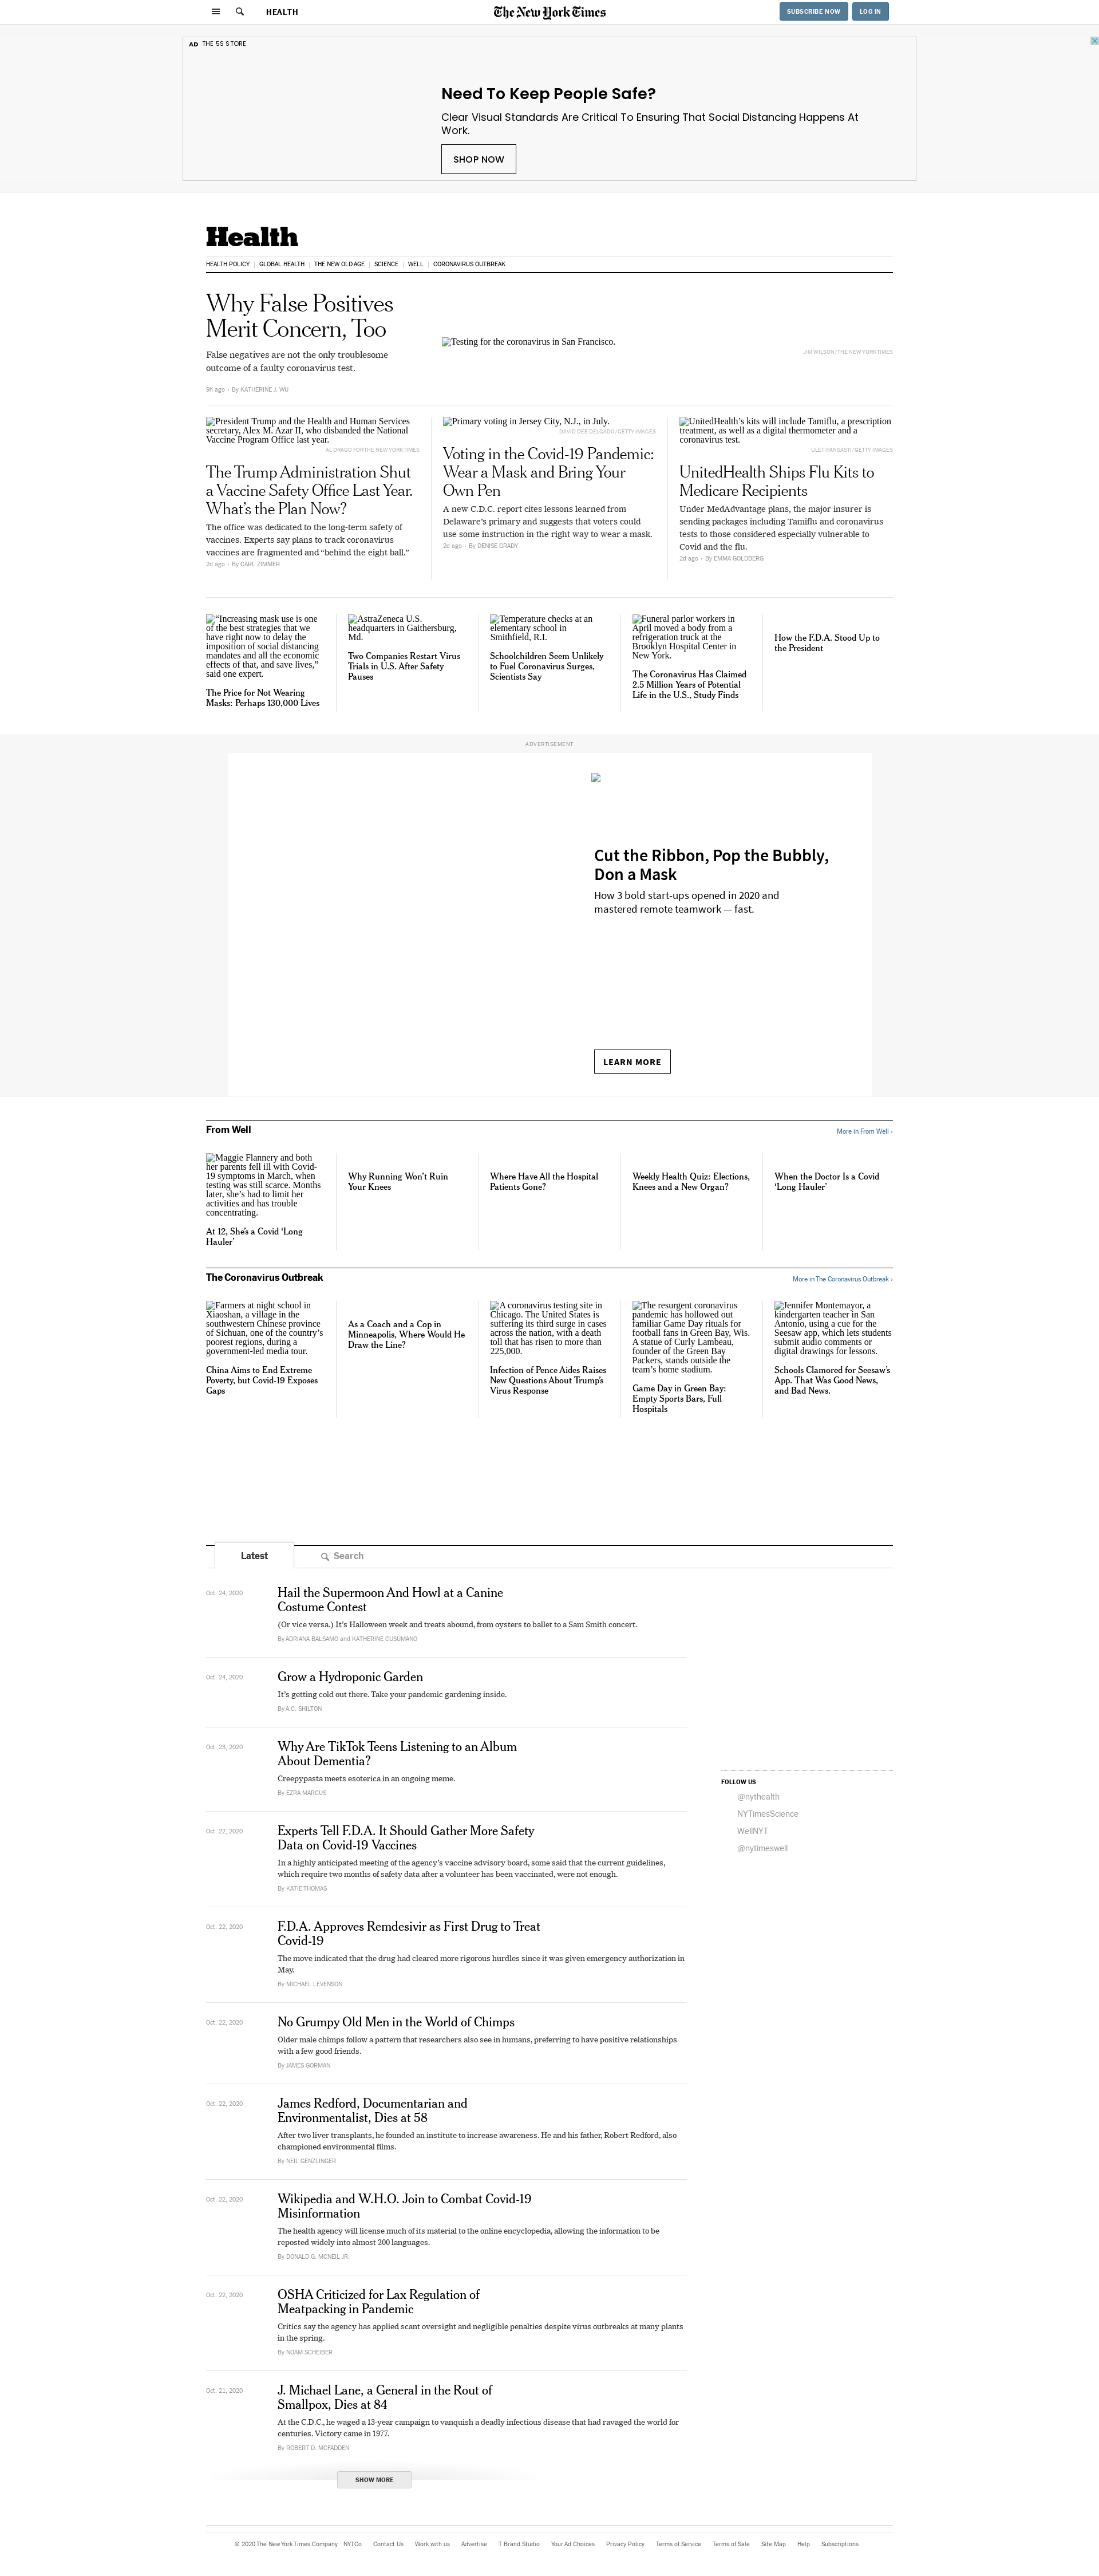 HEALTH
The New York Times
SUBSCRIBE NOW
LOG IN
AD THE 5S STORE
Need To Keep People Safe?
Clear Visual Standards Are Critical To Ensuring That Social Distancing Happens At
Work.
SHOP NOW
Health
HEALTH POLICY
GLOBAL HEALTH
THE NEW OLD AGE
SCIENCE
WELL
CORONAVIRUS OUTBREAK
Why False Positives
Merit Concern, Too
False negatives are not the only troublesome
outcome of a faulty coronavirus test.
9h ago • By KATHERINE J. WU
Testing for the coronavirus in San Francisco.
JIM WILSON/THE NEW YORK TIMES
President Trump and the Health and Human Services
secretary, Alex M. Azar II, who disbanded the National
Vaccine Program Office last year.
AL DRAGO FOR THE NEW YORK TIMES
The Trump Administration Shut
a Vaccine Safety Office Last Year.
What’s the Plan Now?
The office was dedicated to the long-term safety of
vaccines. Experts say plans to track coronavirus
vaccines are fragmented and “behind the eight ball.”
2d ago • By CARL ZIMMER
Primary voting in Jersey City, N.J., in July.
DAVID DEE DELGADO/GETTY IMAGES
Voting in the Covid-19 Pandemic:
Wear a Mask and Bring Your
Own Pen
A new C.D.C. report cites lessons learned from
Delaware’s primary and suggests that voters could
use some instruction in the right way to wear a mask.
2d ago • By DENISE GRADY
UnitedHealth’s kits will include Tamiflu, a prescription
treatment, as well as a digital thermometer and a
coronavirus test.
ULET IFANSASTI/GETTY IMAGES
UnitedHealth Ships Flu Kits to
Medicare Recipients
Under MedAdvantage plans, the major insurer is
sending packages including Tamiflu and coronavirus
tests to those considered especially vulnerable to
Covid and the flu.
2d ago • By EMMA GOLDBERG
“Increasing mask use is one
of the best strategies that we
have right now to delay the
imposition of social distancing
mandates and all the economic
effects of that, and save lives,”
said one expert.
The Price for Not Wearing
Masks: Perhaps 130,000 Lives
AstraZeneca U.S.
headquarters in Gaithersburg,
Md.
Two Companies Restart Virus
Trials in U.S. After Safety
Pauses
Temperature checks at an
elementary school in
Smithfield, R.I.
Schoolchildren Seem Unlikely
to Fuel Coronavirus Surges,
Scientists Say
Funeral parlor workers in
April moved a body from a
refrigeration truck at the
Brooklyn Hospital Center in
New York.
The Coronavirus Has Claimed
2.5 Million Years of Potential
Life in the U.S., Study Finds
How the F.D.A. Stood Up to
the President
ADVERTISEMENT
Cut the Ribbon, Pop the Bubbly,
Don a Mask
How 3 bold start-ups opened in 2020 and
mastered remote teamwork — fast.
LEARN MORE
From Well
More in From Well ›
Maggie Flannery and both
her parents fell ill with Covid-
19 symptoms in March, when
testing was still scarce. Months
later, she’s had to limit her
activities and has trouble
concentrating.
At 12, She’s a Covid ‘Long
Hauler’
Why Running Won’t Ruin
Your Knees
Where Have All the Hospital
Patients Gone?
Weekly Health Quiz: Elections,
Knees and a New Organ?
When the Doctor Is a Covid
‘Long Hauler’
The Coronavirus Outbreak
More in The Coronavirus Outbreak ›
Farmers at night school in
Xiaoshan, a village in the
southwestern Chinese province
of Sichuan, one of the country’s
poorest regions, during a
government-led media tour.
China Aims to End Extreme
Poverty, but Covid-19 Exposes
Gaps
As a Coach and a Cop in
Minneapolis, Where Would He
Draw the Line?
A coronavirus testing site in
Chicago. The United States is
suffering its third surge in cases
across the nation, with a death
toll that has risen to more than
225,000.
Infection of Pence Aides Raises
New Questions About Trump’s
Virus Response
The resurgent coronavirus
pandemic has hollowed out
familiar Game Day rituals for
football fans in Green Bay, Wis.
A statue of Curly Lambeau,
founder of the Green Bay
Packers, stands outside the
team’s home stadium.
Game Day in Green Bay:
Empty Sports Bars, Full
Hospitals
Jennifer Montemayor, a
kindergarten teacher in San
Antonio, using a cue for the
Seesaw app, which lets students
submit audio comments or
digital drawings for lessons.
Schools Clamored for Seesaw’s
App. That Was Good News,
and Bad News.
Latest
Search
Oct. 24, 2020
Hail the Supermoon And Howl at a Canine
Costume Contest
(Or vice versa.) It’s Halloween week and treats abound, from oysters to ballet to a Sam Smith concert.
By ADRIANA BALSAMO and KATHERINE CUSUMANO
Oct. 24, 2020
Grow a Hydroponic Garden
It’s getting cold out there. Take your pandemic gardening inside.
By A.C. SHILTON
Oct. 23, 2020
Why Are TikTok Teens Listening to an Album
About Dementia?
Creepypasta meets esoterica in an ongoing meme.
By EZRA MARCUS
FOLLOW US
@nythealth
NYTimesScience
WellNYT
@nytimeswell
Oct. 22, 2020
Experts Tell F.D.A. It Should Gather More Safety
Data on Covid-19 Vaccines
In a highly anticipated meeting of the agency’s vaccine advisory board, some said that the current guidelines,
which require two months of safety data after a volunteer has been vaccinated, were not enough.
By KATIE THOMAS
Oct. 22, 2020
F.D.A. Approves Remdesivir as First Drug to Treat
Covid-19
The move indicated that the drug had cleared more rigorous hurdles since it was given emergency authorization in
May.
By MICHAEL LEVENSON
Oct. 22, 2020
No Grumpy Old Men in the World of Chimps
Older male chimps follow a pattern that researchers also see in humans, preferring to have positive relationships
with a few good friends.
By JAMES GORMAN
Oct. 22, 2020
James Redford, Documentarian and
Environmentalist, Dies at 58
After two liver transplants, he founded an institute to increase awareness. He and his father, Robert Redford, also
championed environmental films.
By NEIL GENZLINGER
Oct. 22, 2020
Wikipedia and W.H.O. Join to Combat Covid-19
Misinformation
The health agency will license much of its material to the online encyclopedia, allowing the information to be
reposted widely into almost 200 languages.
By DONALD G. MCNEIL JR.
Oct. 22, 2020
OSHA Criticized for Lax Regulation of
Meatpacking in Pandemic
Critics say the agency has applied scant oversight and negligible penalties despite virus outbreaks at many plants
in the spring.
By NOAM SCHEIBER
Oct. 21, 2020
J. Michael Lane, a General in the Rout of
Smallpox, Dies at 84
At the C.D.C., he waged a 13-year campaign to vanquish a deadly infectious disease that had ravaged the world for
centuries. Victory came in 1977.
By ROBERT D. MCFADDEN
SHOW MORE
© 2020 The New York Times Company NYTCo Contact Us Work with us Advertise T Brand Studio Your Ad Choices Privacy Policy Terms of Service Terms of Sale Site Map Help Subscriptions